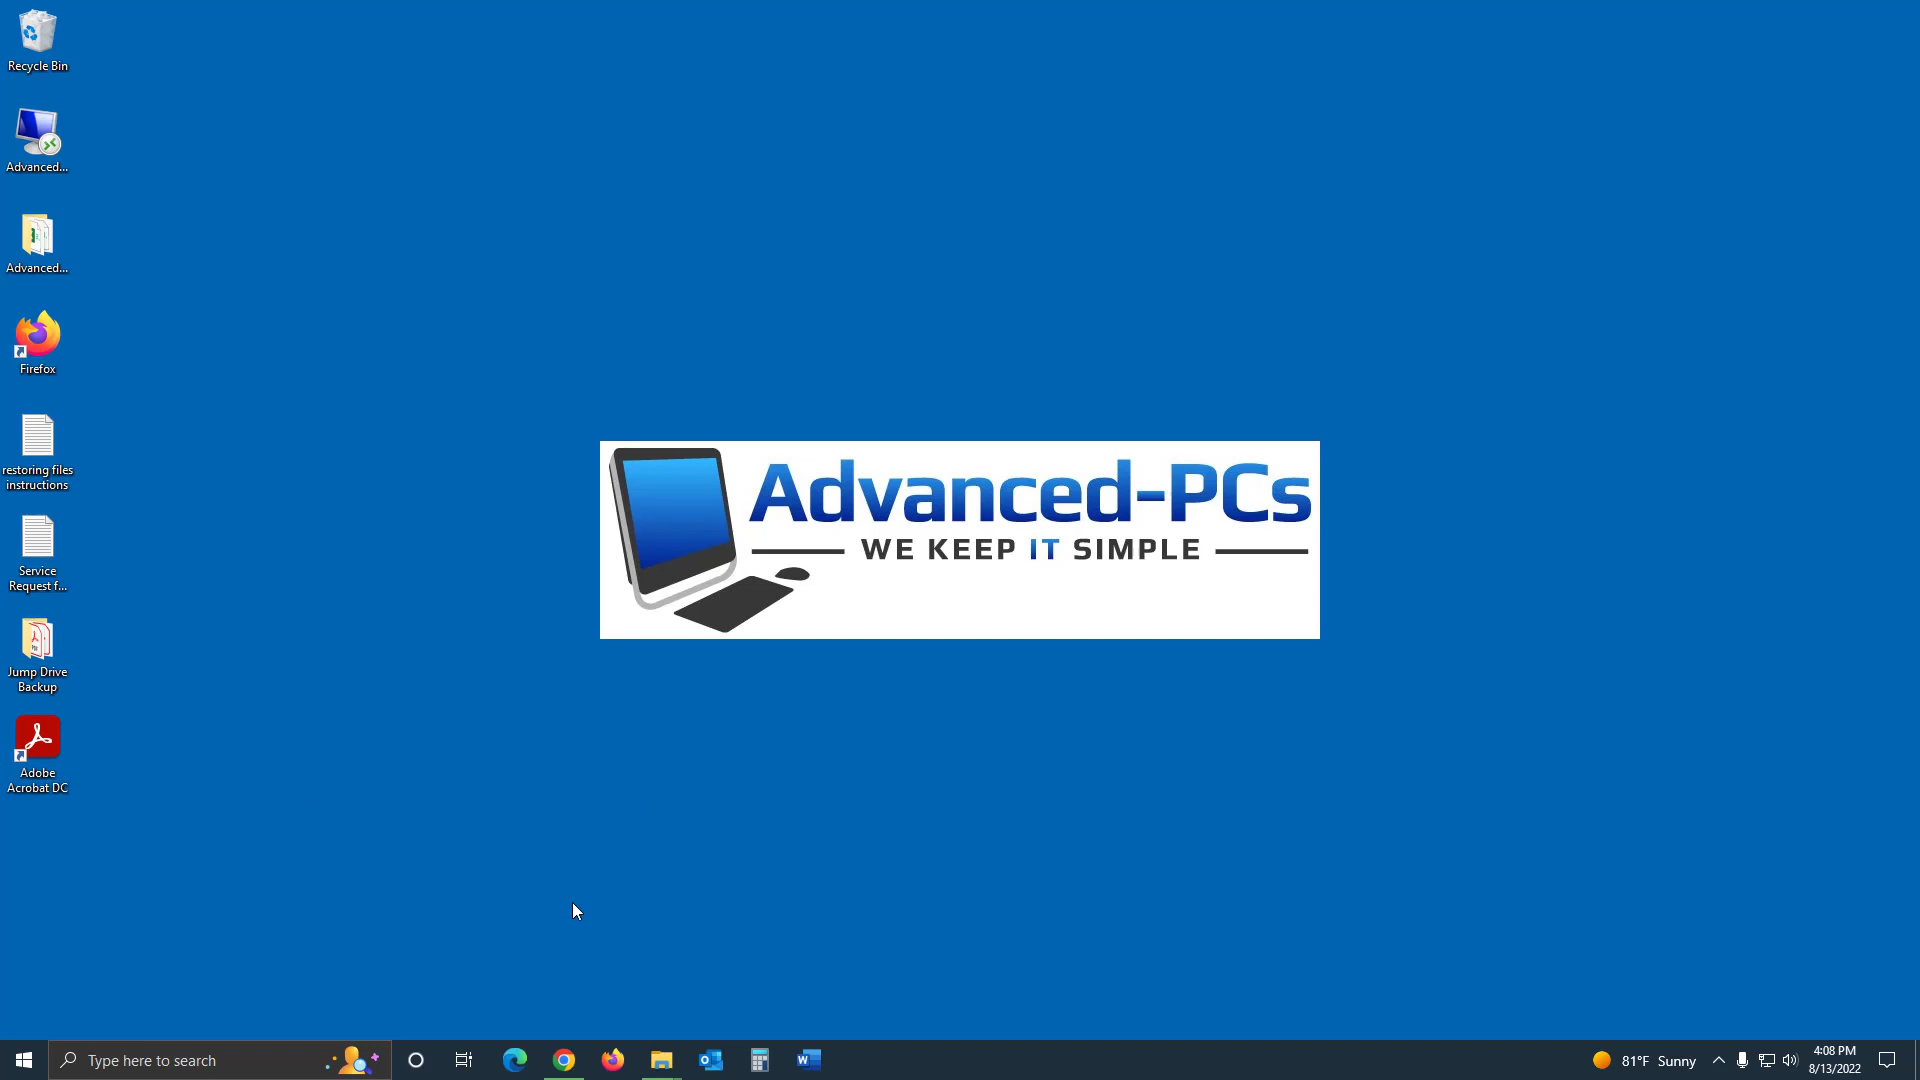 Recycle Bin
Advanced...
Advanced...
Firefox
restoring files
instructions
Service
Request f...
Jump Drive
Backup
Adobe
Acrobat DC
Advanced-PCs
WE KEEP IT SIMPLE
Type here to search
81°F Sunny
4:08 PM
8/13/2022